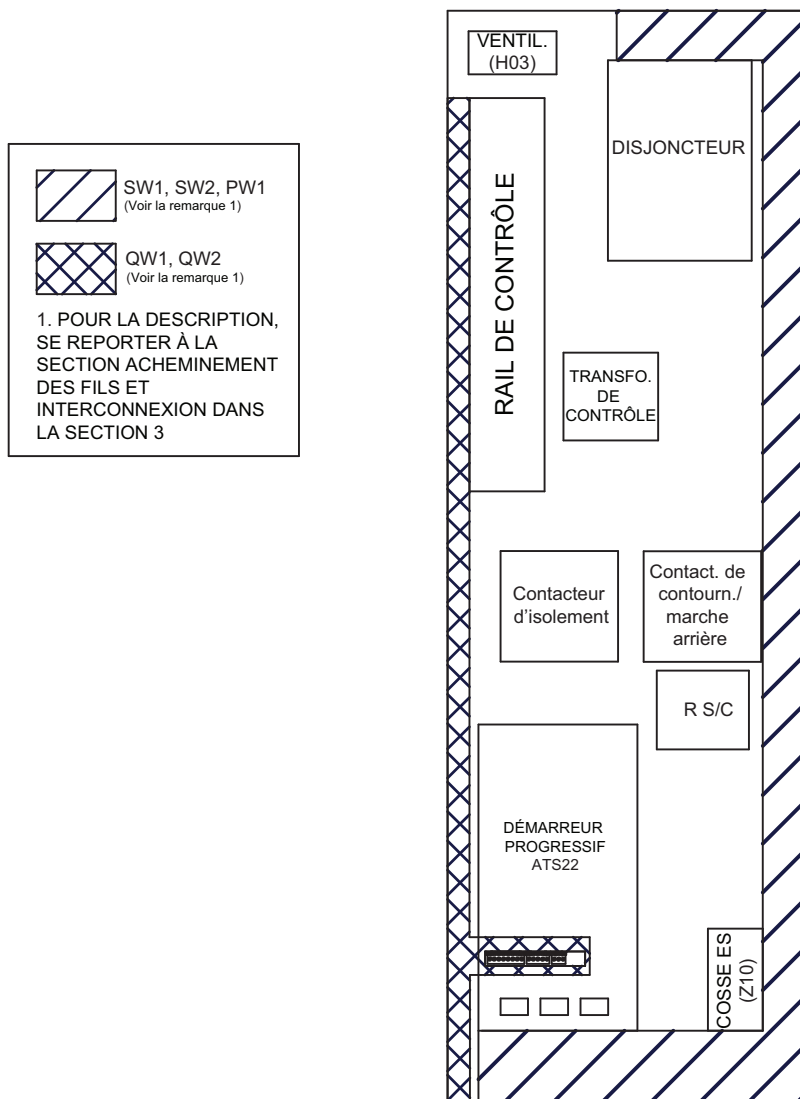 SW1, SW2, PW1
(Voir la remarque 1)
QW1, QW2
(Voir la remarque 1)
1. POUR LA DESCRIPTION,
SE REPORTER À LA
SECTION ACHEMINEMENT
DES FILS ET
INTERCONNEXION DANS
LA SECTION 3
VENTIL.
(H03)
DISJONCTEUR
RAIL DE CONTRÔLE
TRANSFO.
DE
CONTRÔLE
Contacteur
d'isolement
Contact. de
contourn./
marche
arrière
R S/C
DÉMARREUR
PROGRESSIF
ATS22
COSSE ES
(Z10)